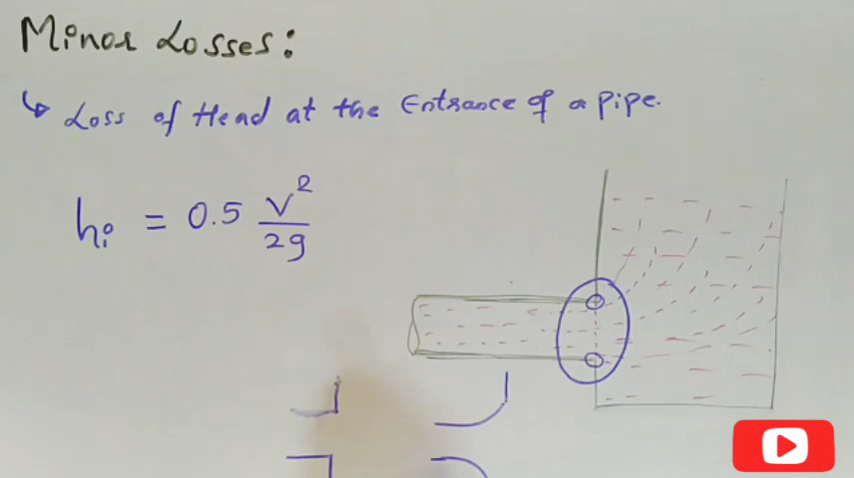 Minor Losses:
Loss of Head at the Entrance of a Pipe.
hi = 0.5 V²/2g